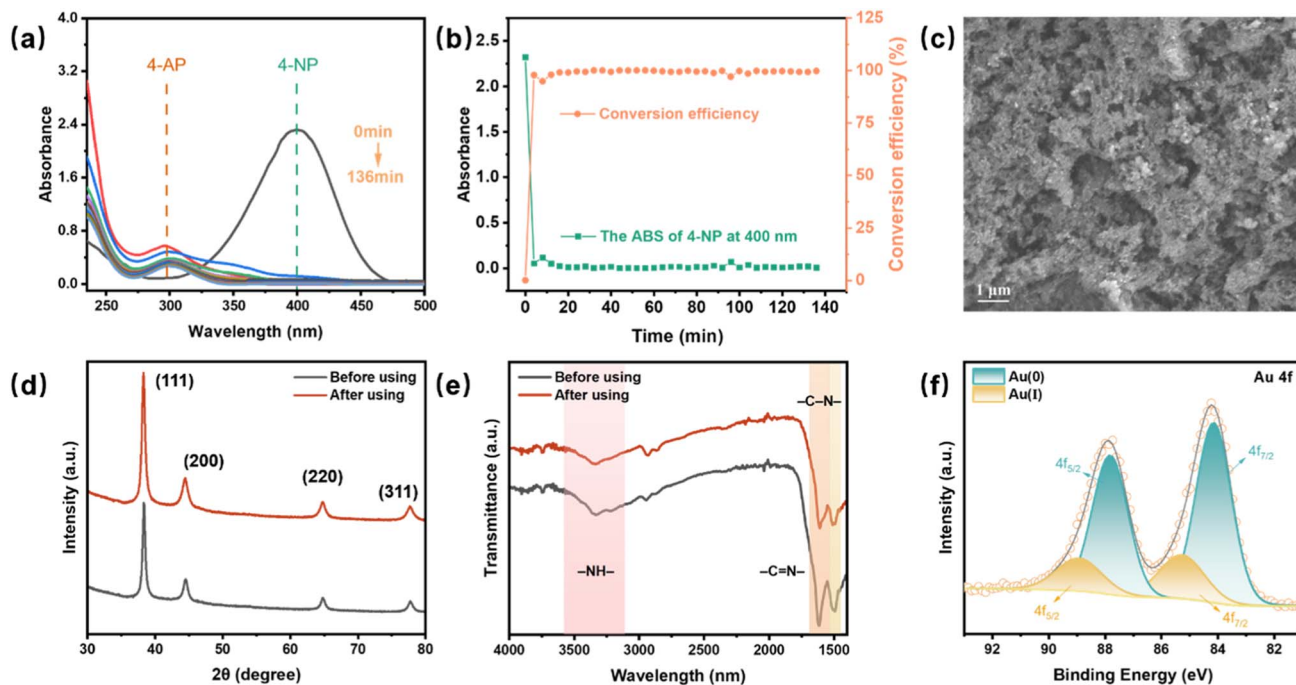 (a)
4.0
3.2
2.4
1.6
0.8
0.0
Absorbance
4-AP
4-NP
0min
136min
250 300 350 400 450 500
Wavelength (nm)
(b)
2.5
2.0
1.5
1.0
0.5
0.0
Absorbance
125
100
75
50
25
0
Conversion efficiency (%)
Conversion efficiency
The ABS of 4-NP at 400 nm
0 20 40 60 80 100 120 140
Time (min)
(c)
1 μm
(d)
Intensity (a.u.)
(111)
Before using
After using
(200)
(220)
(311)
30 40 50 60 70 80
2θ (degree)
(e)
Transmittance (a.u.)
Before using
After using
–C–N–
–NH–
–C=N–
4000 3500 3000 2500 2000 1500
Wavelength (nm)
(f)
Intensity (a.u.)
Au(0)
Au(I)
Au 4f
4f5/2
4f7/2
4f5/2
4f7/2
92 90 88 86 84 82
Binding Energy (eV)